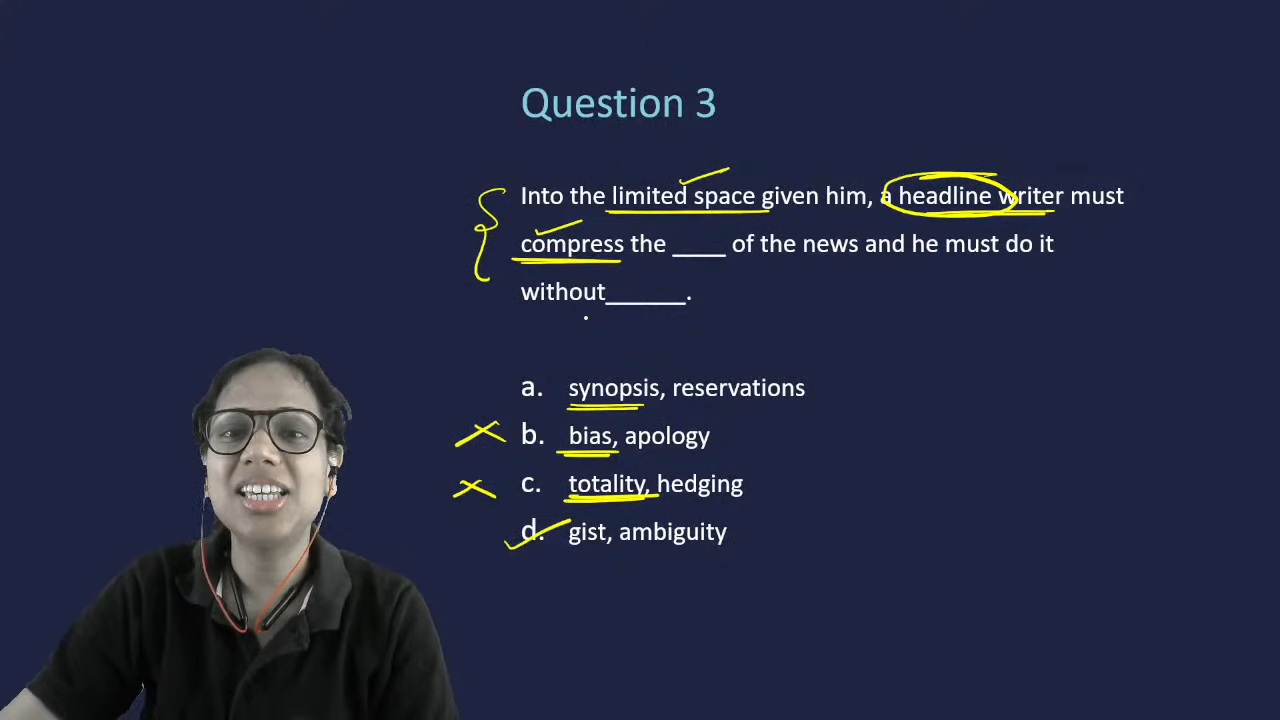 Question 3
Into the limited space given him, a headline writer must
compress the ____ of the news and he must do it
without______.
a. synopsis, reservations
b. bias, apology
c. totality, hedging
d. gist, ambiguity